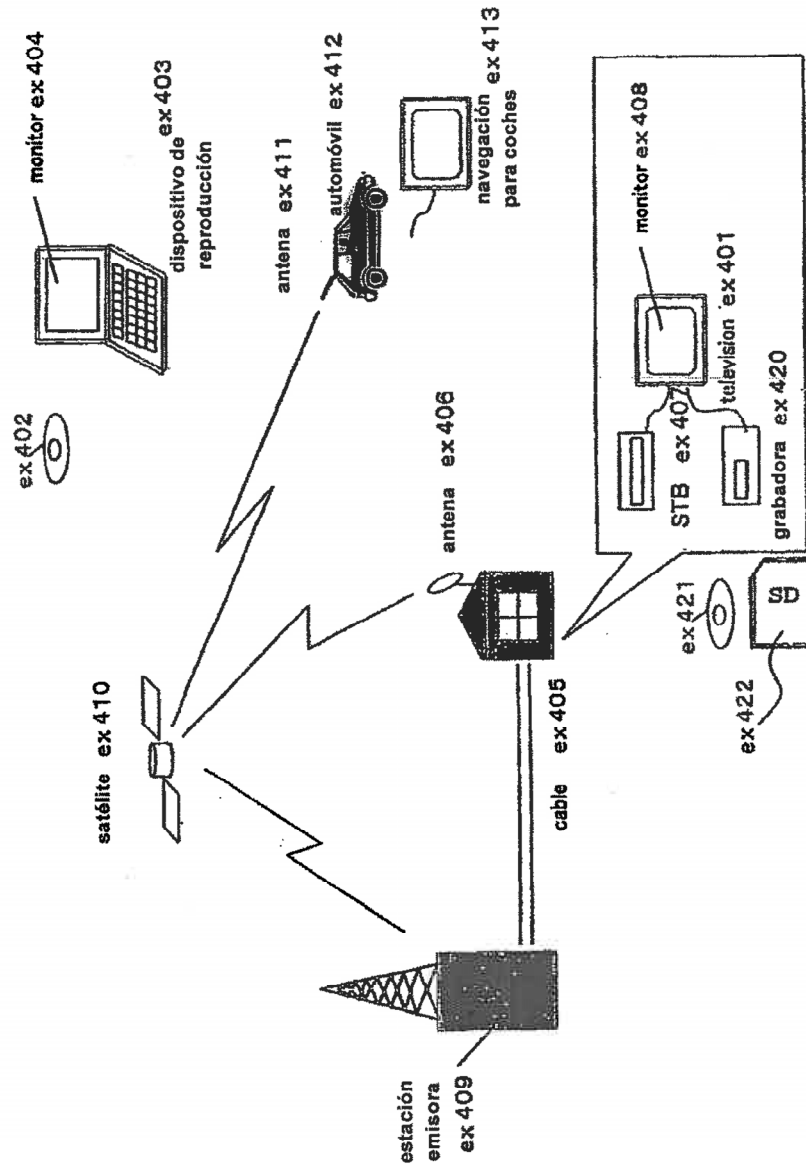 satélite ex 410
estación
emisora
ex 409
cable ex 405
antena ex 406
ex 402
monitor ex 404
dispositivo de ex 403
reproducción
antena ex 411
automóvil ex 412
navegación ex 413
para coches
monitor ex 408
STB ex 407
television ex 401
grabadora ex 420
ex 421
SD
ex 422